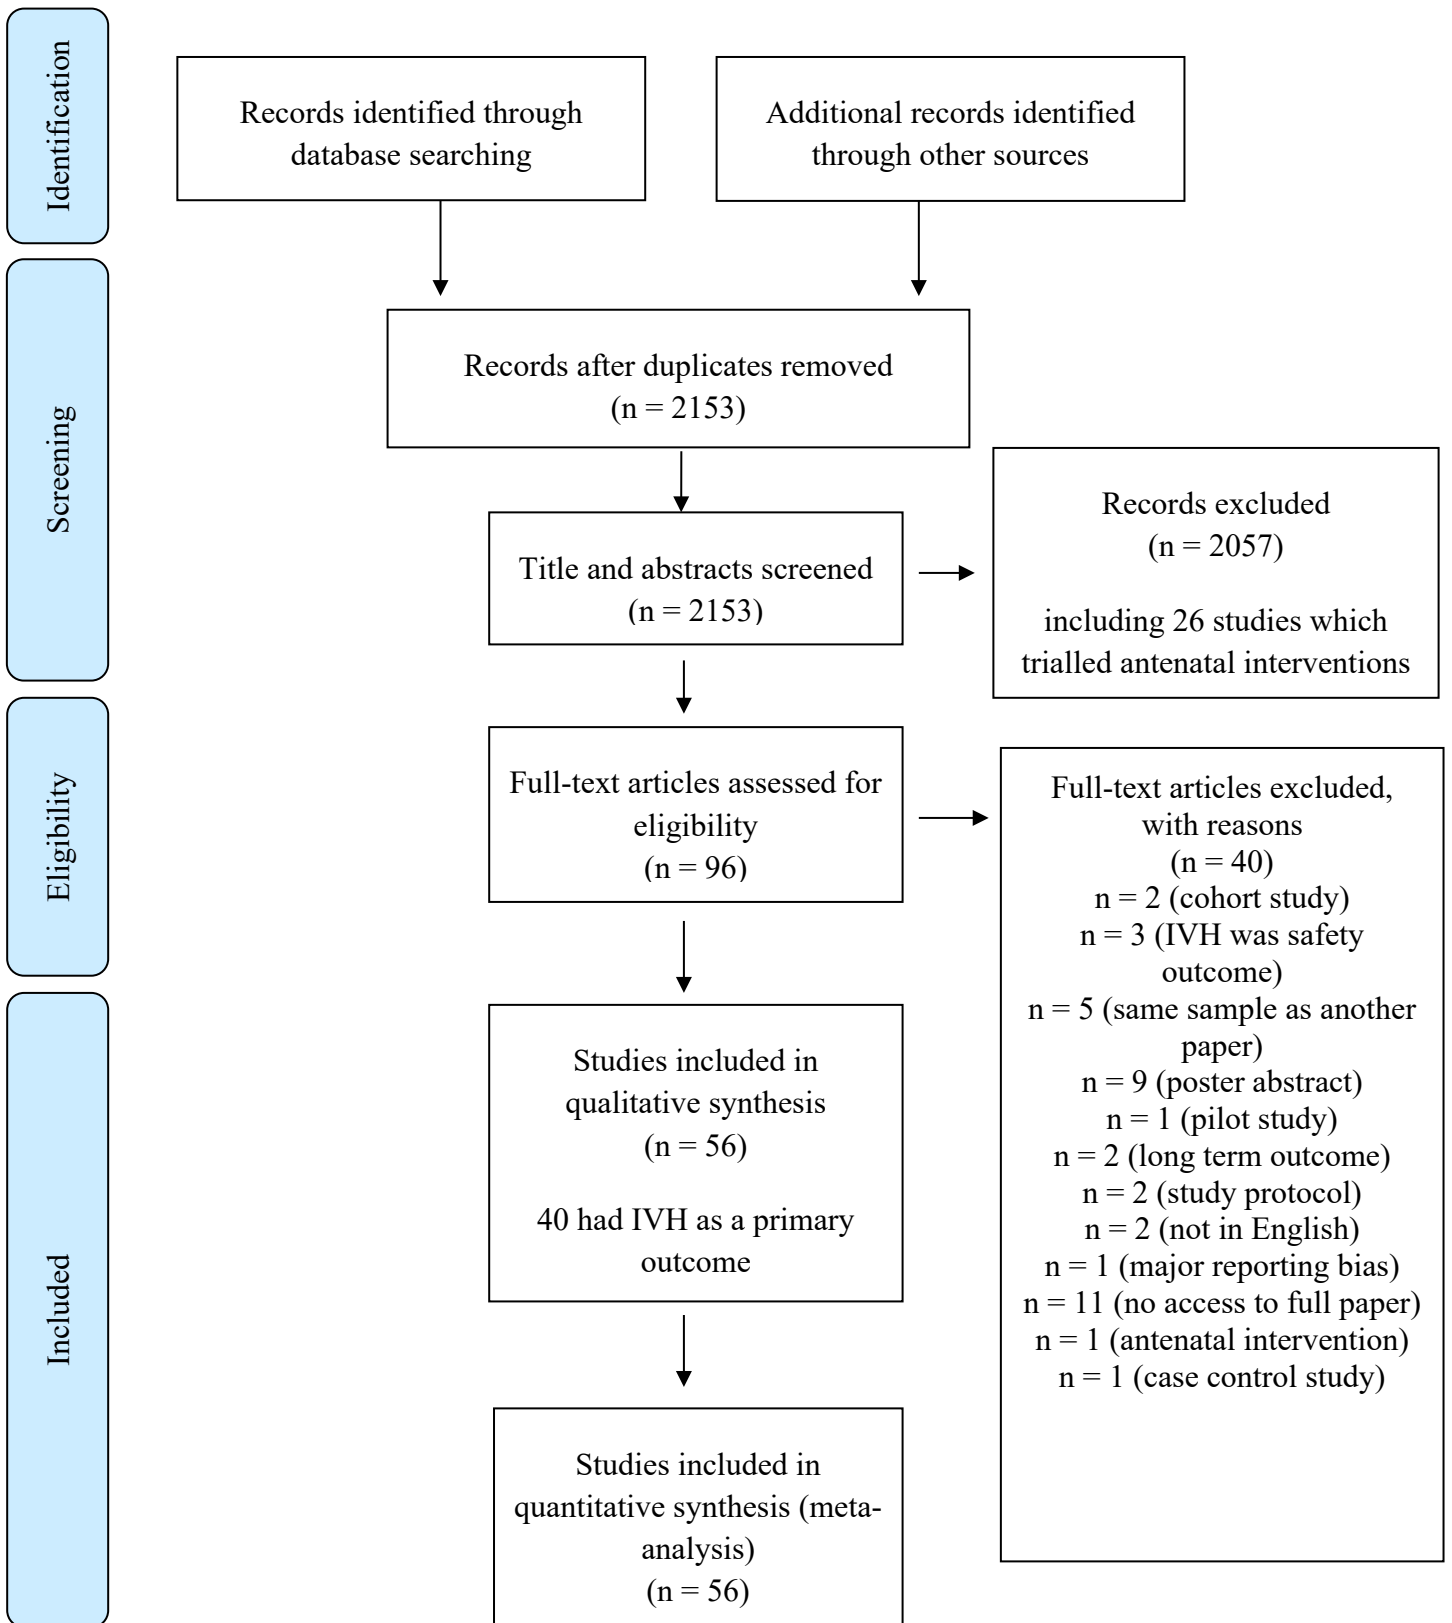 Identification
Records identified through
database searching
Additional records identified
through other sources
Screening
Records after duplicates removed
(n = 2153)
Title and abstracts screened
(n = 2153)
Records excluded
(n = 2057)
including 26 studies which
trialled antenatal interventions
Eligibility
Full-text articles assessed for
eligibility
(n = 96)
Full-text articles excluded,
with reasons
(n = 40)
n = 2 (cohort study)
n = 3 (IVH was safety
outcome)
n = 5 (same sample as another
paper)
n = 9 (poster abstract)
n = 1 (pilot study)
n = 2 (long term outcome)
n = 2 (study protocol)
n = 2 (not in English)
n = 1 (major reporting bias)
n = 11 (no access to full paper)
n = 1 (antenatal intervention)
n = 1 (case control study)
Included
Studies included in
qualitative synthesis
(n = 56)
40 had IVH as a primary
outcome
Studies included in
quantitative synthesis (meta-
analysis)
(n = 56)